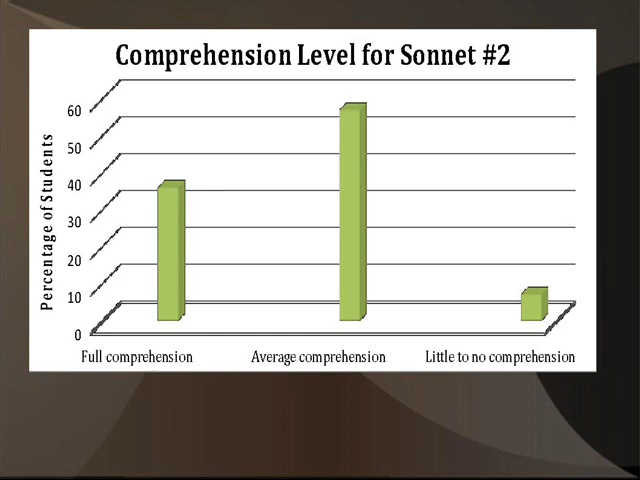 Comprehension Level for Sonnet #2
Percentage of Students
60
50
40
30
20
10
0
Full comprehension
Average comprehension
Little to no comprehension